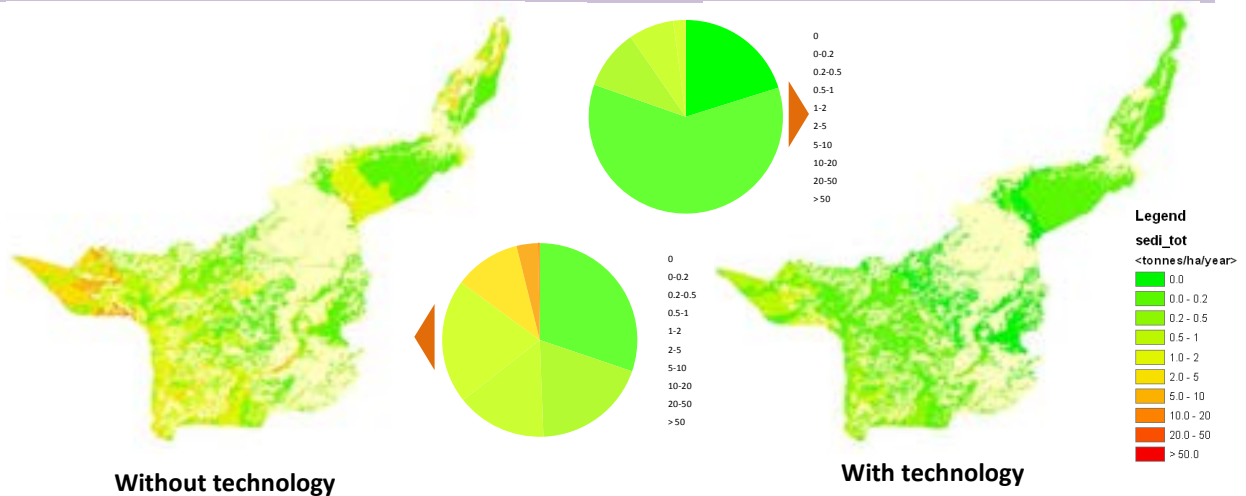 0
0-0.2
0.2-0.5
0.5-1
1-2
2-5
5-10
10-20
20-50
>50
0
0-0.2
0.2-0.5
0.5-1
1-2
2-5
5-10
10-20
20-50
>50
Legend
sedi_tot
<tonnes/ha/year>
0.0
0.0 - 0.2
0.2 - 0.5
0.5 - 1
1.0 - 2
2.0 - 5
5.0 - 10
10.0 - 20
20.0 - 50
> 50.0
Without technology
With technology